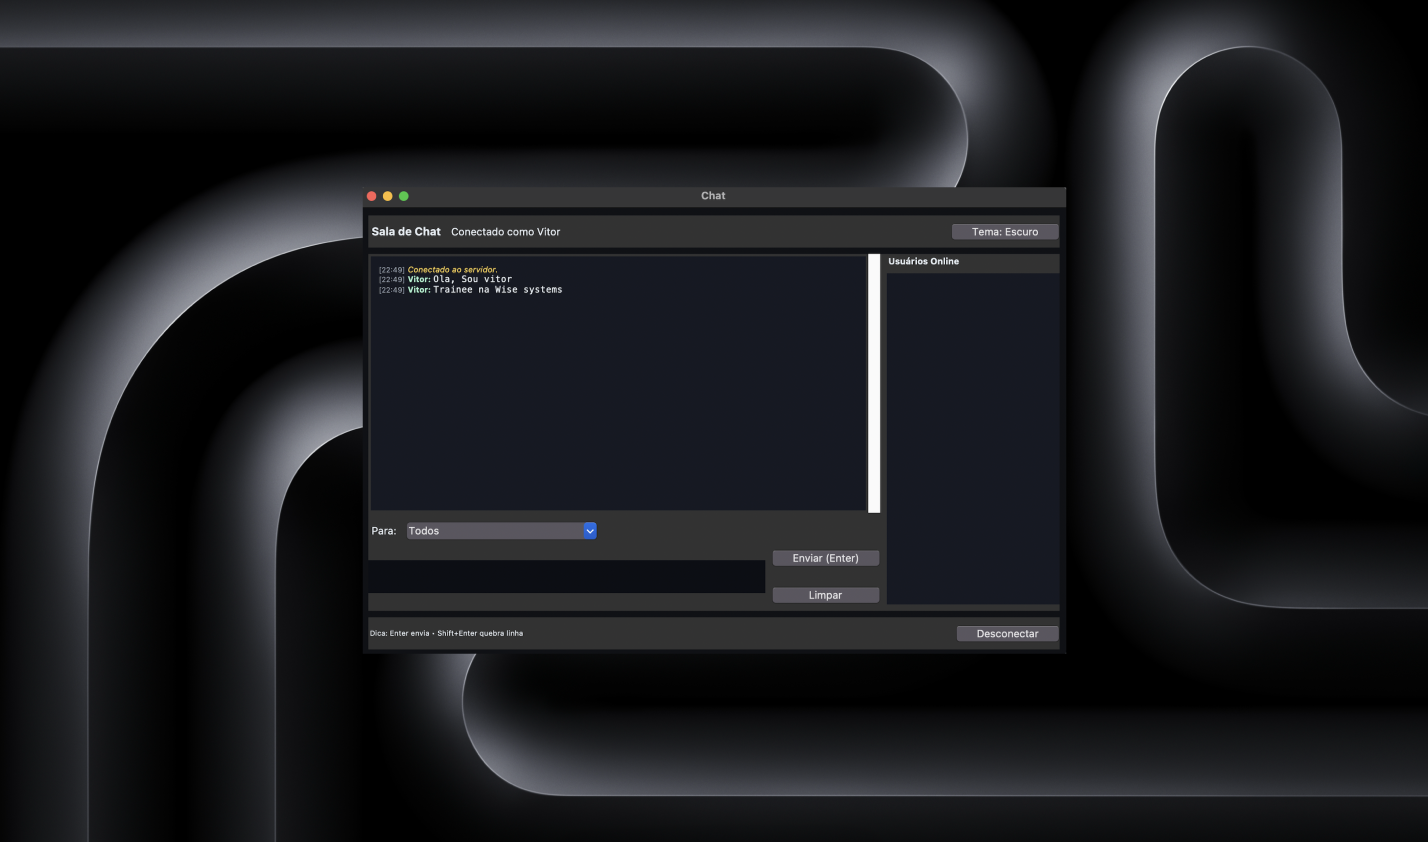 Chat
Sala de Chat Conectado como Vitor Tema: Escuro
[22:49] Conectado ao servidor.
[22:49] Vitor: Ola, Sou vitor
[22:49] Vitor: Trainee na Wise systems
Usuários Online
Para: Todos
Enviar (Enter)
Limpar
Dica: Enter envia • Shift+Enter quebra linha
Desconectar